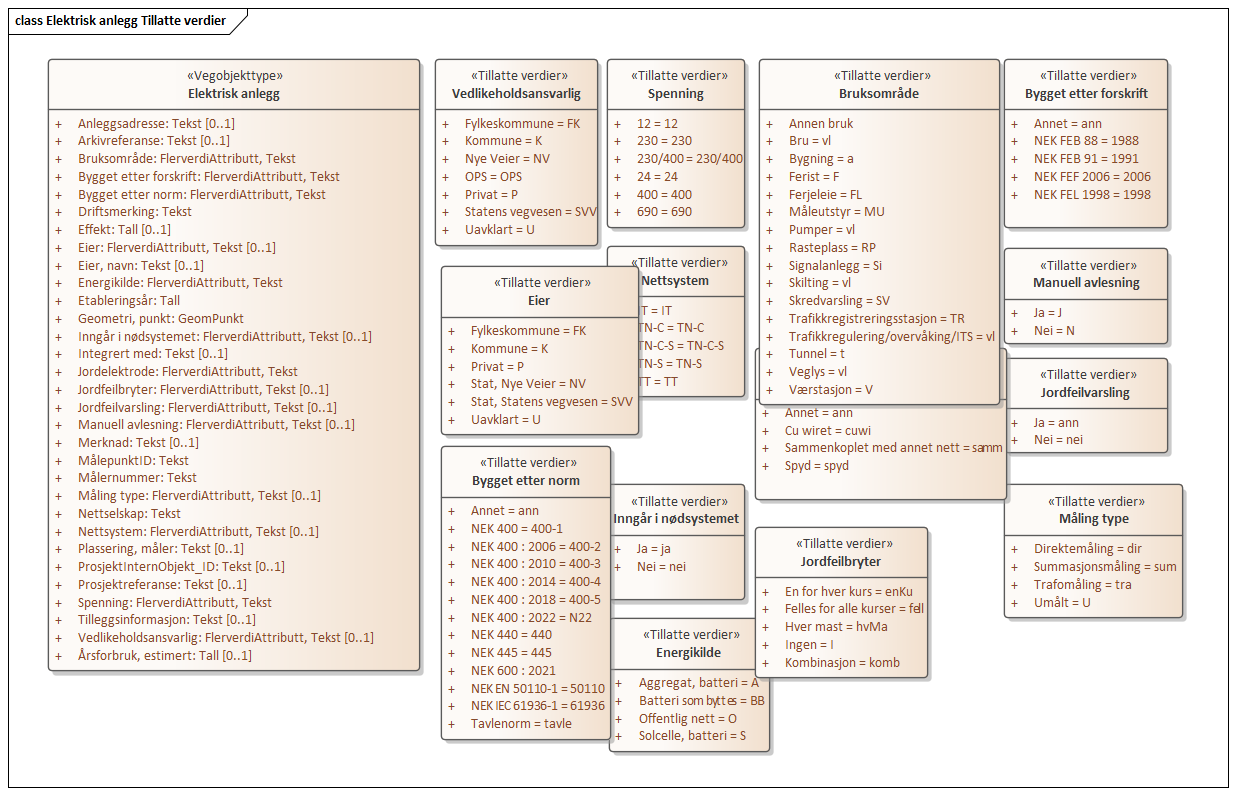 class Elektrisk anlegg Tillatte verdier
«Vegobjekttype»
Elektrisk anlegg
+ Anleggsadresse: Tekst [0..1]
+ Arkivreferanse: Tekst [0..1]
+ Bruksområde: FlerverdiAttributt, Tekst
+ Bygget etter forskrift: FlerverdiAttributt, Tekst
+ Bygget etter norm: FlerverdiAttributt, Tekst
+ Driftsmerking: Tekst
+ Effekt: Tall [0..1]
+ Eier: FlerverdiAttributt, Tekst [0..1]
+ Eier, navn: Tekst [0..1]
+ Energikilde: FlerverdiAttributt, Tekst
+ Etableringsår: Tall
+ Geometri, punkt: GeomPunkt
+ Inngår i nødsystemet: FlerverdiAttributt, Tekst [0..1]
+ Integrert med: Tekst [0..1]
+ Jordelektrode: FlerverdiAttributt, Tekst
+ Jordfeilbryter: FlerverdiAttributt, Tekst [0..1]
+ Jordfeilvarsling: FlerverdiAttributt, Tekst [0..1]
+ Manuell avlesning: FlerverdiAttributt, Tekst [0..1]
+ Merknad: Tekst [0..1]
+ MålepunktID: Tekst
+ Målernummer: Tekst
+ Måling type: FlerverdiAttributt, Tekst [0..1]
+ Nettselskap: Tekst
+ Nettsystem: FlerverdiAttributt, Tekst [0..1]
+ Plassering, måler: Tekst [0..1]
+ ProsjektInternObjekt_ID: Tekst [0..1]
+ Prosjektreferanse: Tekst [0..1]
+ Spenning: FlerverdiAttributt, Tekst
+ Tilleggsinformasjon: Tekst [0..1]
+ Vedlikeholdsansvarlig: FlerverdiAttributt, Tekst [0..1]
+ Årsforbruk, estimert: Tall [0..1]
«Tillatte verdier»
Vedlikeholdsansvarlig
+ Fylkeskommune = FK
+ Kommune = K
+ Nye Veier = NV
+ OPS = OPS
+ Privat = P
+ Statens vegvesen = SVV
+ Uavklart = U
«Tillatte verdier»
Eier
+ Fylkeskommune = FK
+ Kommune = K
+ Privat = P
+ Stat, Nye Veier = NV
+ Stat, Statens vegvesen = SVV
+ Uavklart = U
«Tillatte verdier»
Bygget etter norm
+ Annet = ann
+ NEK 400 = 400-1
+ NEK 400 : 2006 = 400-2
+ NEK 400 : 2010 = 400-3
+ NEK 400 : 2014 = 400-4
+ NEK 400 : 2018 = 400-5
+ NEK 400 : 2022 = N22
+ NEK 440 = 440
+ NEK 445 = 445
+ NEK 600 : 2021
+ NEK EN 50110-1 = 50110
+ NEK IEC 61936-1 = 61936
+ Tavlenorm = tavle
«Tillatte verdier»
Spenning
+ 12 = 12
+ 230 = 230
+ 230/400 = 230/400
+ 24 = 24
+ 400 = 400
+ 690 = 690
«Tillatte verdier»
Nettsystem
= IT
TN-C = TN-C
TN-C-S = TN-C-S
TN-S = TN-S
TT = TT
«Tillatte verdier»
Inngår i nødsystemet
+ Ja = ja
+ Nei = nei
«Tillatte verdier»
Energikilde
+ Aggregat, batteri = A
+ Batteri som byttes = BB
+ Offentlig nett = O
+ Solcelle, batteri = S
«Tillatte verdier»
Bruksområde
+ Annen bruk
+ Bru = vl
+ Bygning = a
+ Ferist = F
+ Ferjeleie = FL
+ Måleutstyr = MU
+ Pumper = vl
+ Rasteplass = RP
+ Signalanlegg = Si
+ Skilting = vl
+ Skredvarsling = SV
+ Trafikkregistreringsstasjon = TR
+ Trafikkregulering/overvåking/ITS = vl
+ Tunnel = t
+ Veglys = vl
+ Værstasjon = V
+ Annet = ann
+ Cu wiret = cuwi
+ Sammenkoplet med annet nett = samm
+ Spyd = spyd
«Tillatte verdier»
Jordfeilbryter
+ En for hver kurs = enKu
+ Felles for alle kurser = fell
+ Hver mast = hvMa
+ Ingen = I
+ Kombinasjon = komb
«Tillatte verdier»
Bygget etter forskrift
+ Annet = ann
+ NEK FEB 88 = 1988
+ NEK FEB 91 = 1991
+ NEK FEF 2006 = 2006
+ NEK FEL 1998 = 1998
«Tillatte verdier»
Manuell avlesning
+ Ja = J
+ Nei = N
«Tillatte verdier»
Jordfeilvarsling
+ Ja = ann
+ Nei = nei
«Tillatte verdier»
Måling type
+ Direktemåling = dir
+ Summasjonsmåling = sum
+ Trafomåling = tra
+ Umålt = U